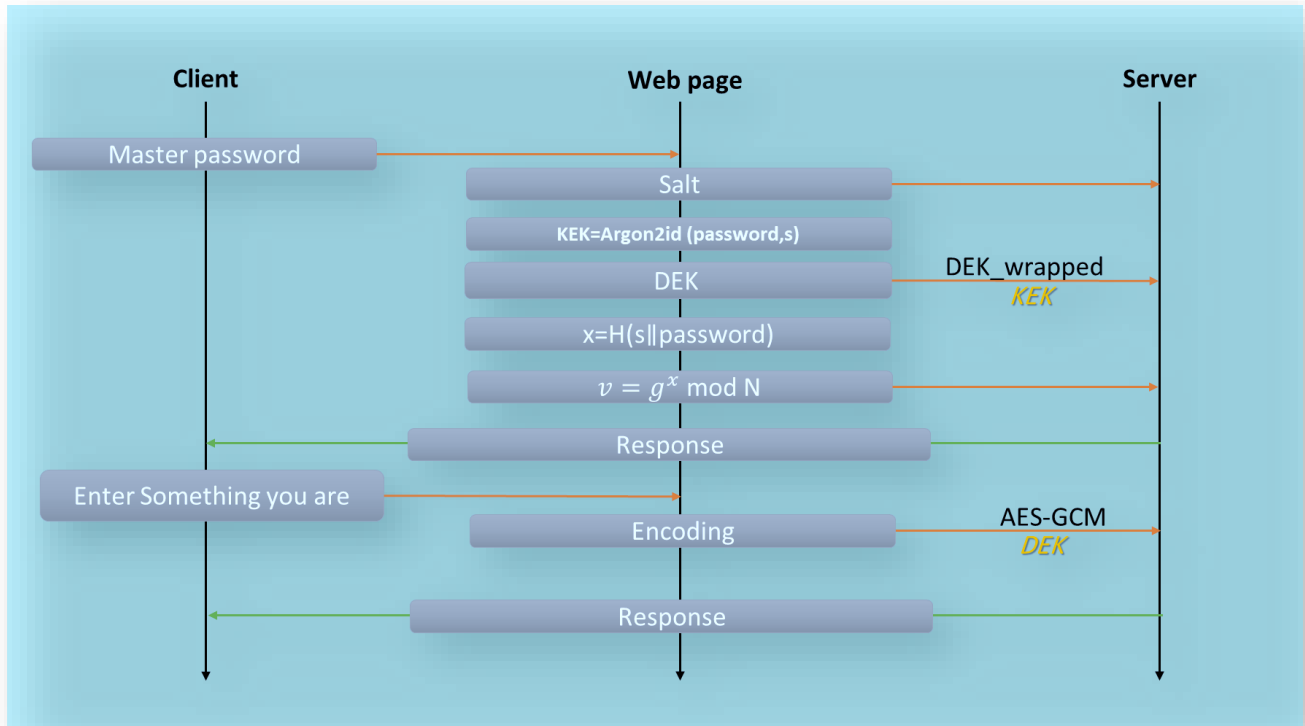 Client
Web page
Server
Master password
Salt
KEK=Argon2id (password,s)
DEK
DEK_wrapped
KEK
x=H(s∥password)
v = g^x mod N
Response
Enter Something you are
Encoding
AES-GCM
DEK
Response